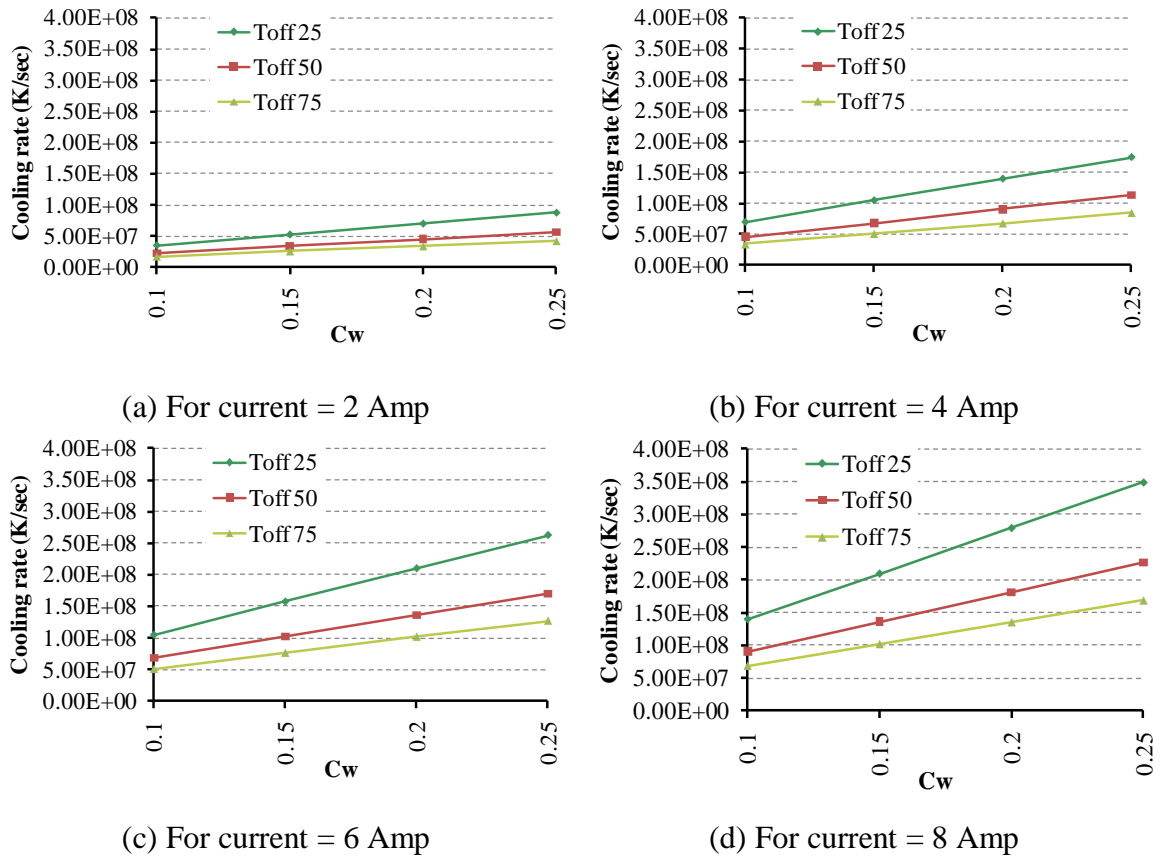 4.00E+08
3.50E+08
3.00E+08
2.50E+08
2.00E+08
1.50E+08
1.00E+08
5.00E+07
0.00E+00
Cooling rate (K/sec)
Toff 25
Toff 50
Toff 75
0.1
0.15
0.2
0.25
Cw
(a) For current = 2 Amp
4.00E+08
3.50E+08
3.00E+08
2.50E+08
2.00E+08
1.50E+08
1.00E+08
5.00E+07
0.00E+00
Cooling rate (K/sec)
Toff 25
Toff 50
Toff 75
0.1
0.15
0.2
0.25
Cw
(b) For current = 4 Amp
4.00E+08
3.50E+08
3.00E+08
2.50E+08
2.00E+08
1.50E+08
1.00E+08
5.00E+07
0.00E+00
Cooling rate (K/sec)
Toff 25
Toff 50
Toff 75
0.1
0.15
0.2
0.25
Cw
(c) For current = 6 Amp
4.00E+08
3.50E+08
3.00E+08
2.50E+08
2.00E+08
1.50E+08
1.00E+08
5.00E+07
0.00E+00
Cooling rate (K/sec)
Toff 25
Toff 50
Toff 75
0.1
0.15
0.2
0.25
Cw
(d) For current = 8 Amp